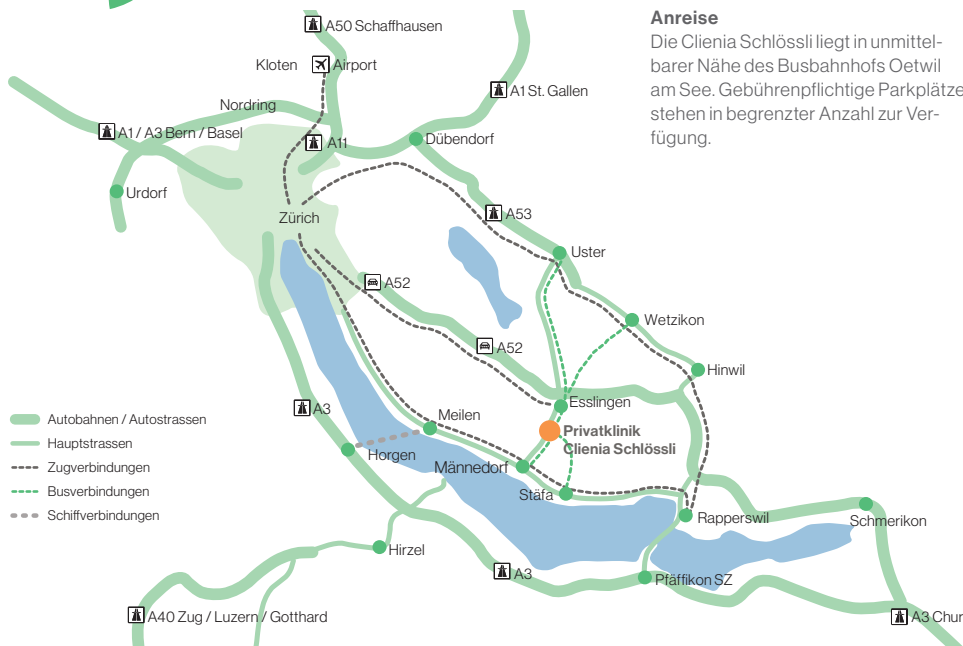 Anreise
Die Clienia Schlössli liegt in unmittel-
barer Nähe des Busbahnhofs Oetwil
am See. Gebührenpflichtige Parkplätze
stehen in begrenzter Anzahl zur Ver-
fügung.
A50 Schaffhausen
Kloten Airport
A1 St. Gallen
Nordring
A1 / A3 Bern / Basel
A11
Dübendorf
Urdorf
Zürich
A53
Uster
A52
Wetzikon
A52
Hinwil
Esslingen
A3
Meilen
Privatklinik
Clienia Schlössli
Horgen
Männedorf
Stäfa
Rapperswil
Schmerikon
Hirzel
A3
Pfäffikon SZ
A40 Zug / Luzern / Gotthard
A3 Chur
Autobahnen / Autostrassen
Hauptstrassen
Zugverbindungen
Busverbindungen
Schiffverbindungen